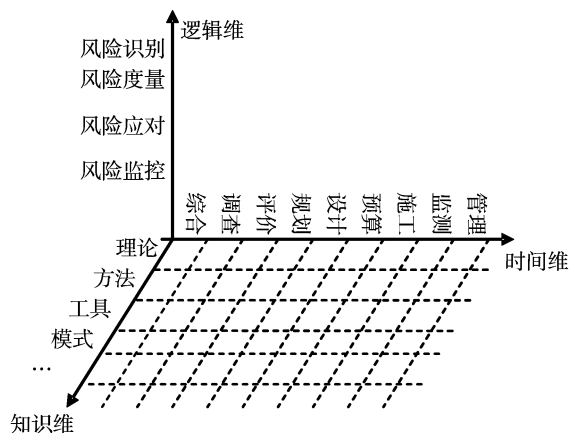 逻辑维
风险识别
风险度量
风险应对
风险监控
综合
调查
评价
规划
设计
预算
施工
监测
管理
时间维
理论
方法
工具
模式
…
知识维